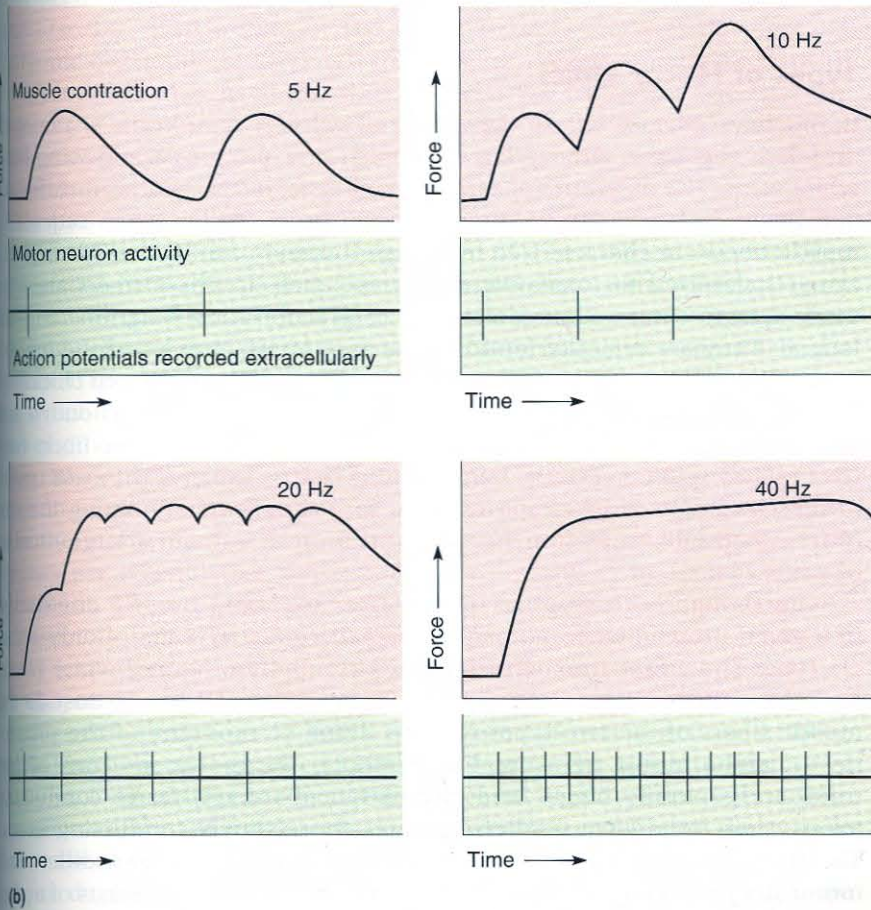 Muscle contraction
5 Hz
Motor neuron activity
Action potentials recorded extracellularly
Time
10 Hz
Force
Time
20 Hz
Time
40 Hz
Force
Time
(b)